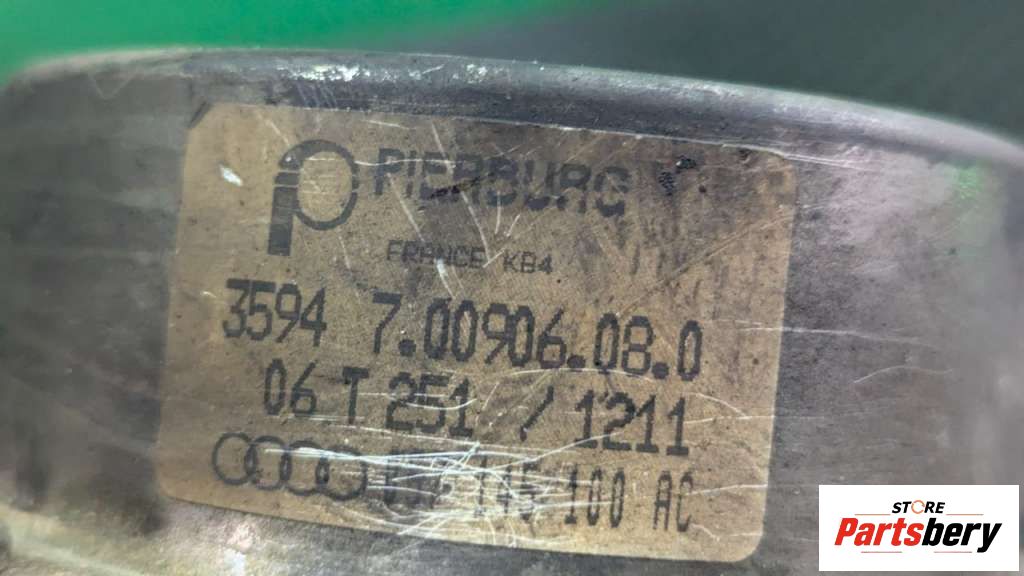 PIERBURG
FRANCE KB4
3594 7.00906.08.0
06 T 251 / 1211
145 100 AC
STORE
Partsbery